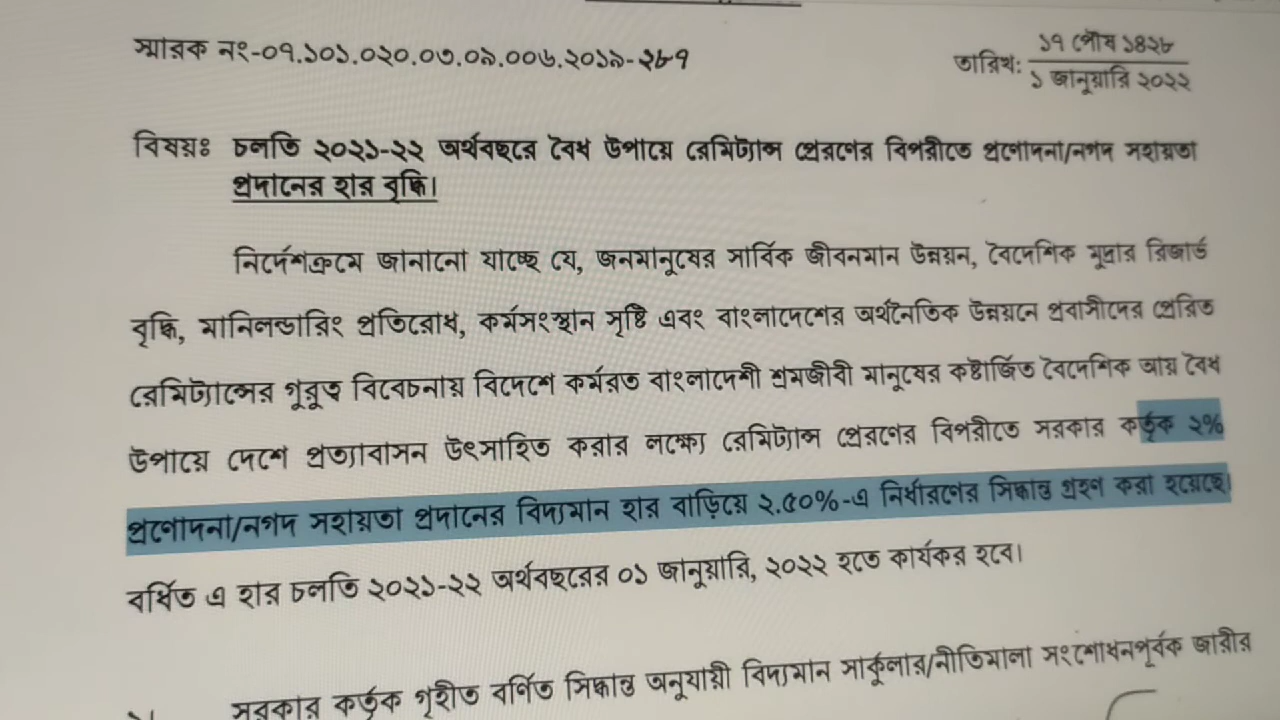 স্মারক নং-০৭.১০১.০২০.০৩.০৯.০০৬.২০১৯-২৮৭
তারিখ: ১৭ পৌষ ১৪২৮
১ জানুয়ারি ২০২২
বিষয়ঃ চলতি ২০২১-২২ অর্থবছরে বৈধ উপায়ে রেমিট্যান্স প্রেরণের বিপরীতে প্রণোদনা/নগদ সহায়তা
প্রদানের হার বৃদ্ধি।
নির্দেশক্রমে জানানো যাচ্ছে যে, জনমানুষের সার্বিক জীবনমান উন্নয়ন, বৈদেশিক মুদ্রার রিজার্ভ
বৃদ্ধি, মানিলন্ডারিং প্রতিরোধ, কর্মসংস্থান সৃষ্টি এবং বাংলাদেশের অর্থনৈতিক উন্নয়নে প্রবাসীদের প্রেরিত
রেমিট্যান্সের গুরুত্ব বিবেচনায় বিদেশে কর্মরত বাংলাদেশী শ্রমজীবী মানুষের কষ্টার্জিত বৈদেশিক আয় বৈধ
উপায়ে দেশে প্রত্যাবাসন উৎসাহিত করার লক্ষ্যে রেমিট্যান্স প্রেরণের বিপরীতে সরকার কর্তৃক ২%
প্রণোদনা/নগদ সহায়তা প্রদানের বিদ্যমান হার বাড়িয়ে ২.৫০%-এ নির্ধারণের সিদ্ধান্ত গ্রহণ করা হয়েছে।
বর্ধিত এ হার চলতি ২০২১-২২ অর্থবছরের ০১ জানুয়ারি, ২০২২ হতে কার্যকর হবে।
সরকার কর্তৃক গৃহীত বর্ণিত সিদ্ধান্ত অনুযায়ী বিদ্যমান সার্কুলার/নীতিমালা সংশোধনপূর্বক জারীর